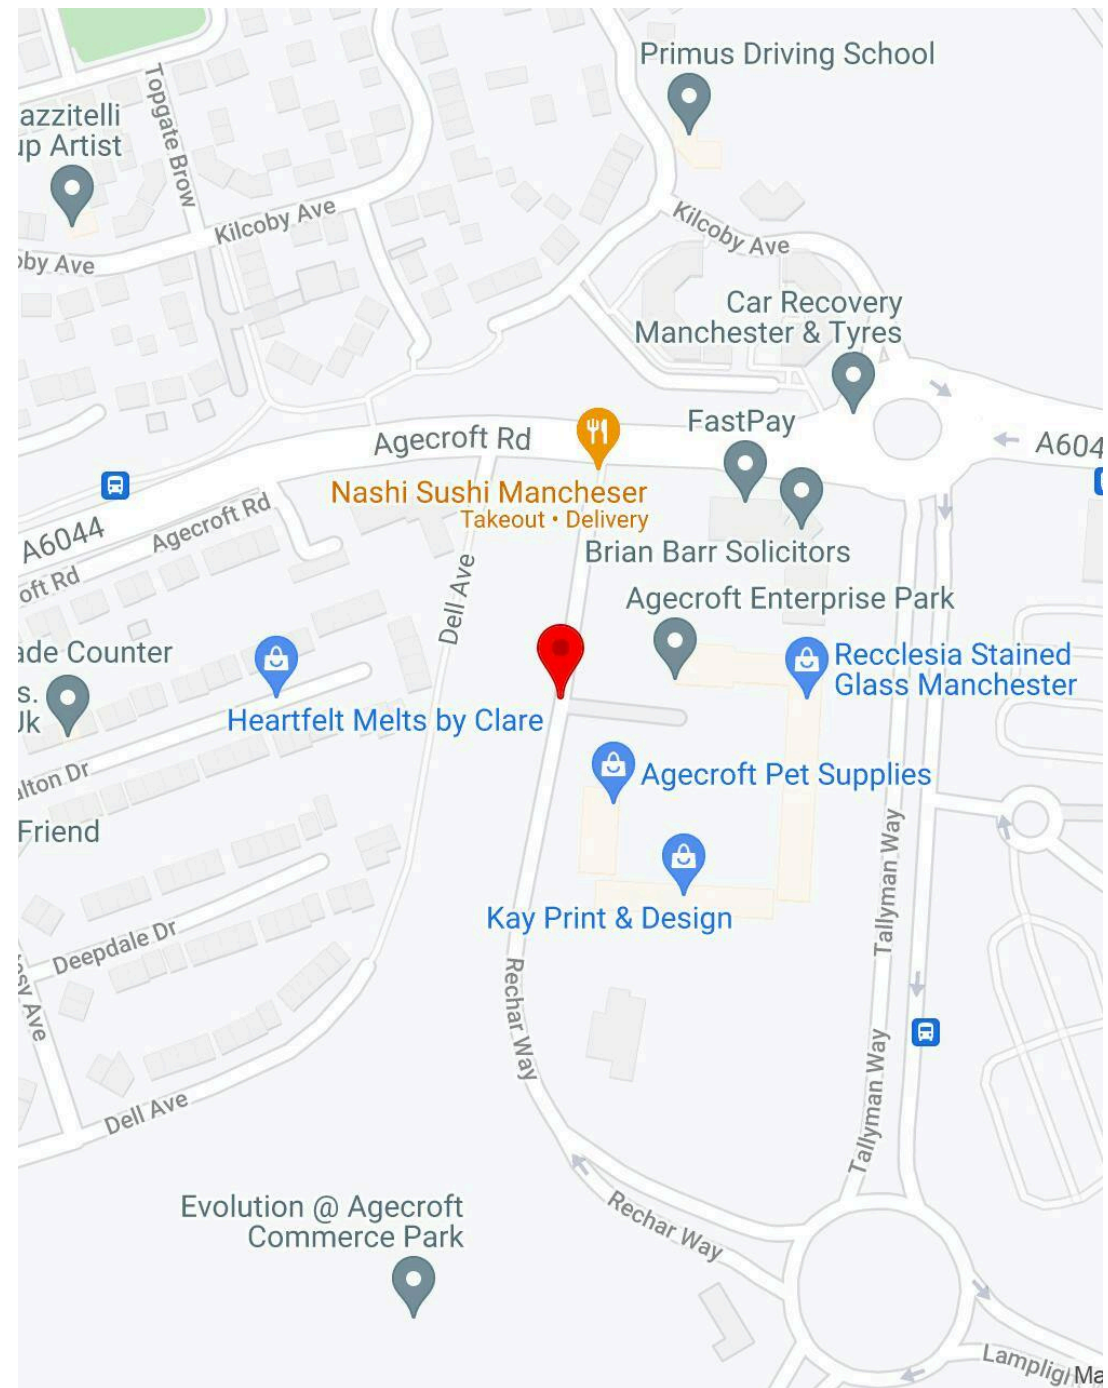 Primus Driving School
Topgate Brow
azzitelli
up Artist
Kilcoby Ave
Kilcoby Ave
oby Ave
Car Recovery
Manchester & Tyres
FastPay
Agecroft Rd
A604
Nashi Sushi Mancheser
Takeout • Delivery
A6044
Agecroft Rd
oft Rd
Brian Barr Solicitors
Dell Ave
Agecroft Enterprise Park
ade Counter
s.
Uk
Recclesia Stained
Glass Manchester
Heartfelt Melts by Clare
alton Dr
Agecroft Pet Supplies
Friend
Tallyman Way
Kay Print & Design
Deepdale Dr
Rechar Way
Tallyman Way
Dell Ave
Evolution @ Agecroft
Commerce Park
Rechar Way
Lamplig
Ma